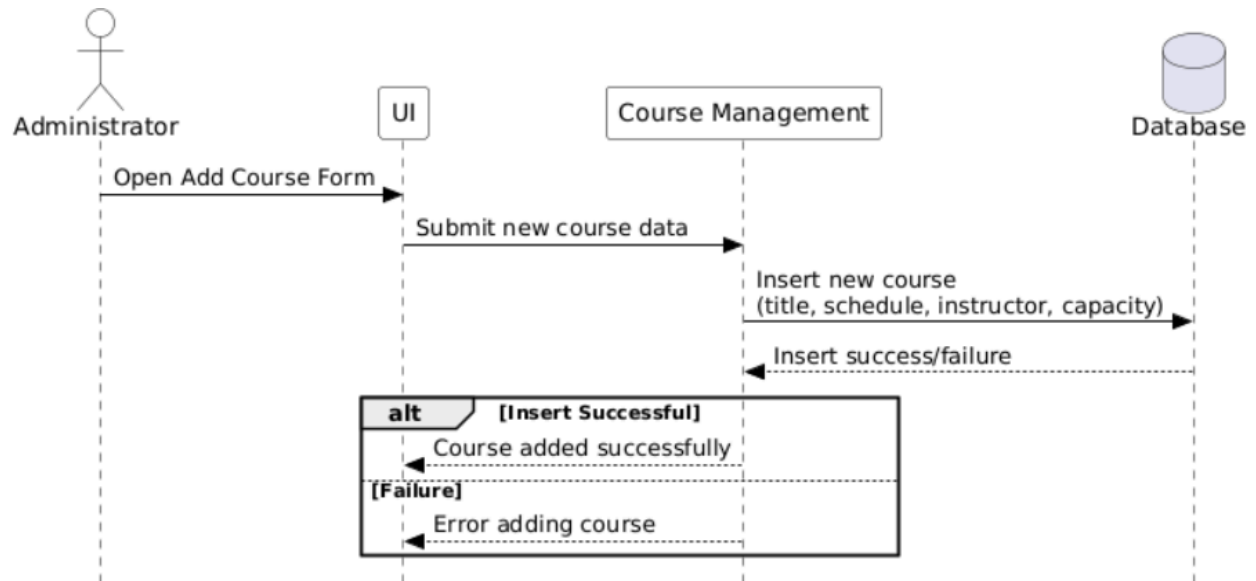 Administrator
UI
Course Management
Database
Open Add Course Form
Submit new course data
Insert new course
(title, schedule, instructor, capacity)
Insert success/failure
alt [Insert Successful]
Course added successfully
[Failure]
Error adding course